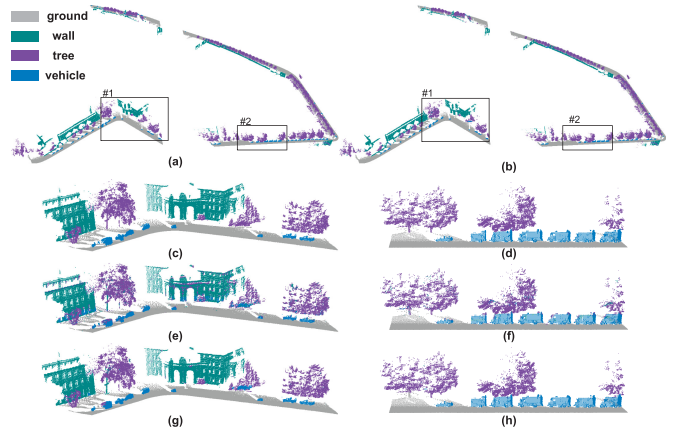 ground
wall
tree
vehicle
#1
#2
(a)
#1
#2
(b)
(c)
(d)
(e)
(f)
(g)
(h)